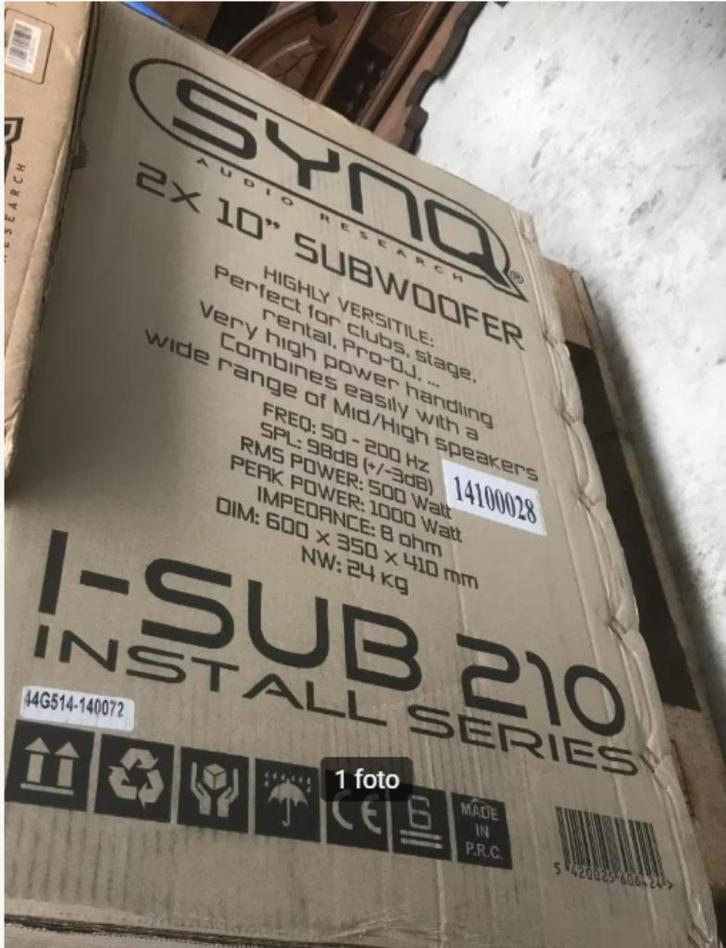 SYNQ
AUDIO RESEARCH
®
2X 10” SUBWOOFER
HIGHLY VERSITILE:
Perfect for clubs, stage,
rental, Pro-DJ, ...
Very high power handling
Combines easily with a
wide range of Mid/High speakers
FREQ: 50 - 200 Hz
SPL: 98dB (+/-3dB)
RMS POWER: 500 Watt
PEAK POWER: 1000 Watt
IMPEDANCE: 8 ohm
DIM: 600 X 350 X 410 mm
NW: 24 kg
14100028
I-SUB 210
INSTALL SERIES
44G514-140072
1 foto
CE
6
MADE
IN
P.R.C.